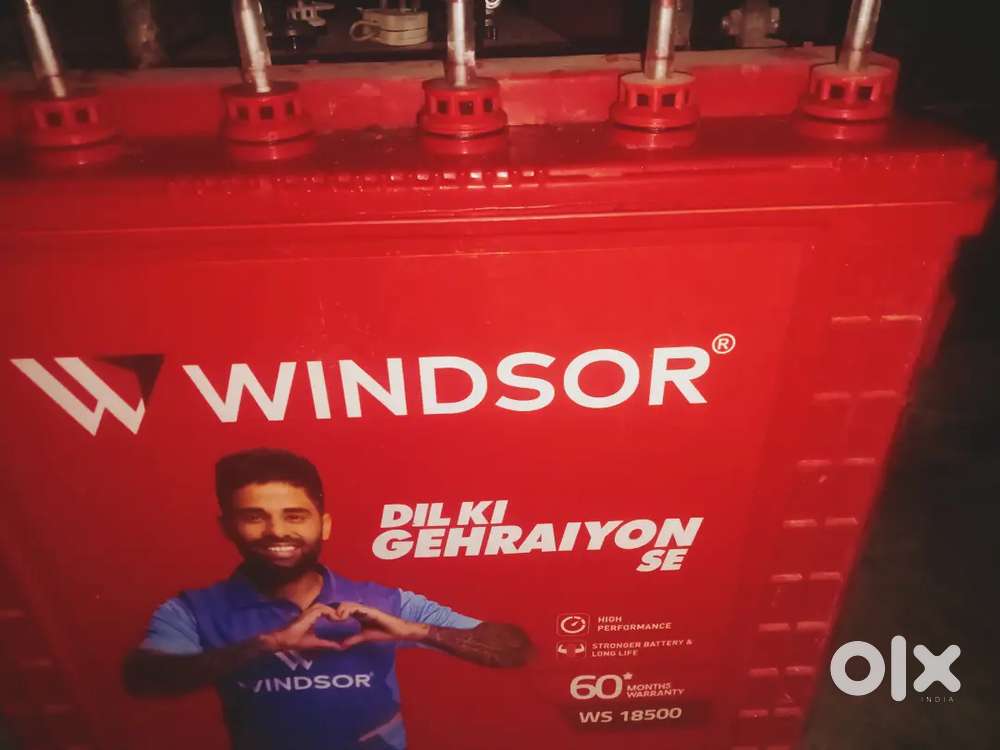 WINDSOR®
DIL KI
GEHRAIYON
SE
HIGH
PERFORMANCE
STRONGER BATTERY &
LONG LIFE
60* MONTHS
WARRANTY
WS 18500
WINDSOR
olx
INDIA